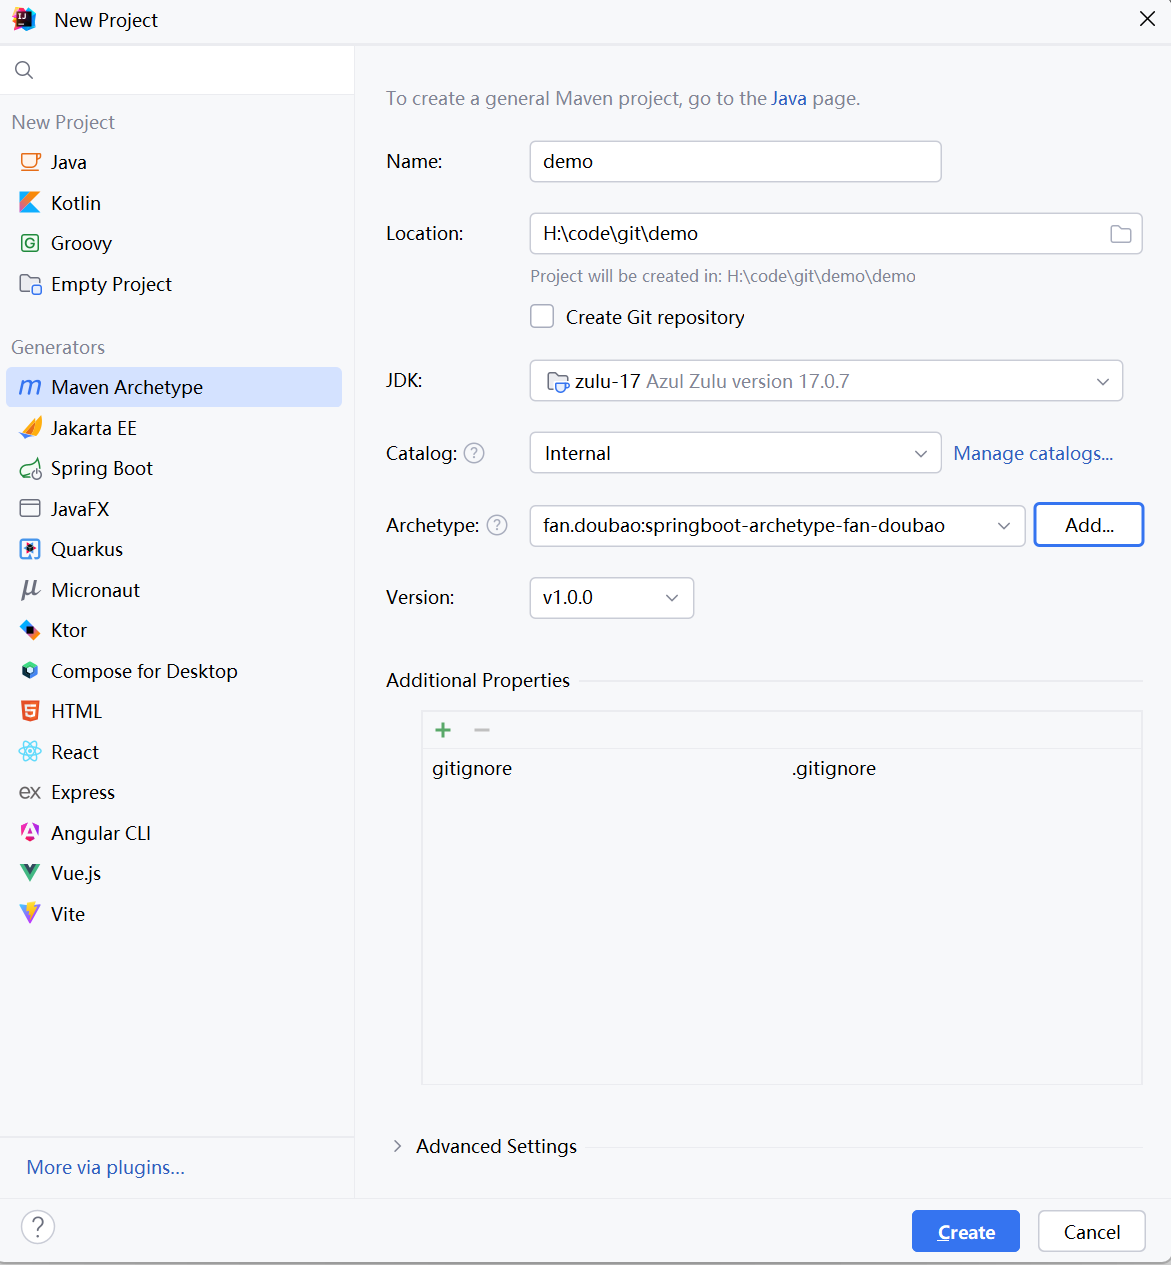 New Project
New Project
Java
Kotlin
Groovy
Empty Project
Generators
Maven Archetype
Jakarta EE
Spring Boot
JavaFX
Quarkus
Micronaut
Ktor
Compose for Desktop
HTML
React
Express
Angular CLI
Vue.js
Vite
More via plugins...
To create a general Maven project, go to the Java page.
Name: demo
Location: H:\code\git\demo
Project will be created in: H:\code\git\demo\demo
Create Git repository
JDK: zulu-17 Azul Zulu version 17.0.7
Catalog: ? Internal Manage catalogs...
Archetype: ? fan.doubao:springboot-archetype-fan-doubao Add...
Version: v1.0.0
Additional Properties
gitignore .gitignore
Advanced Settings
? Create Cancel